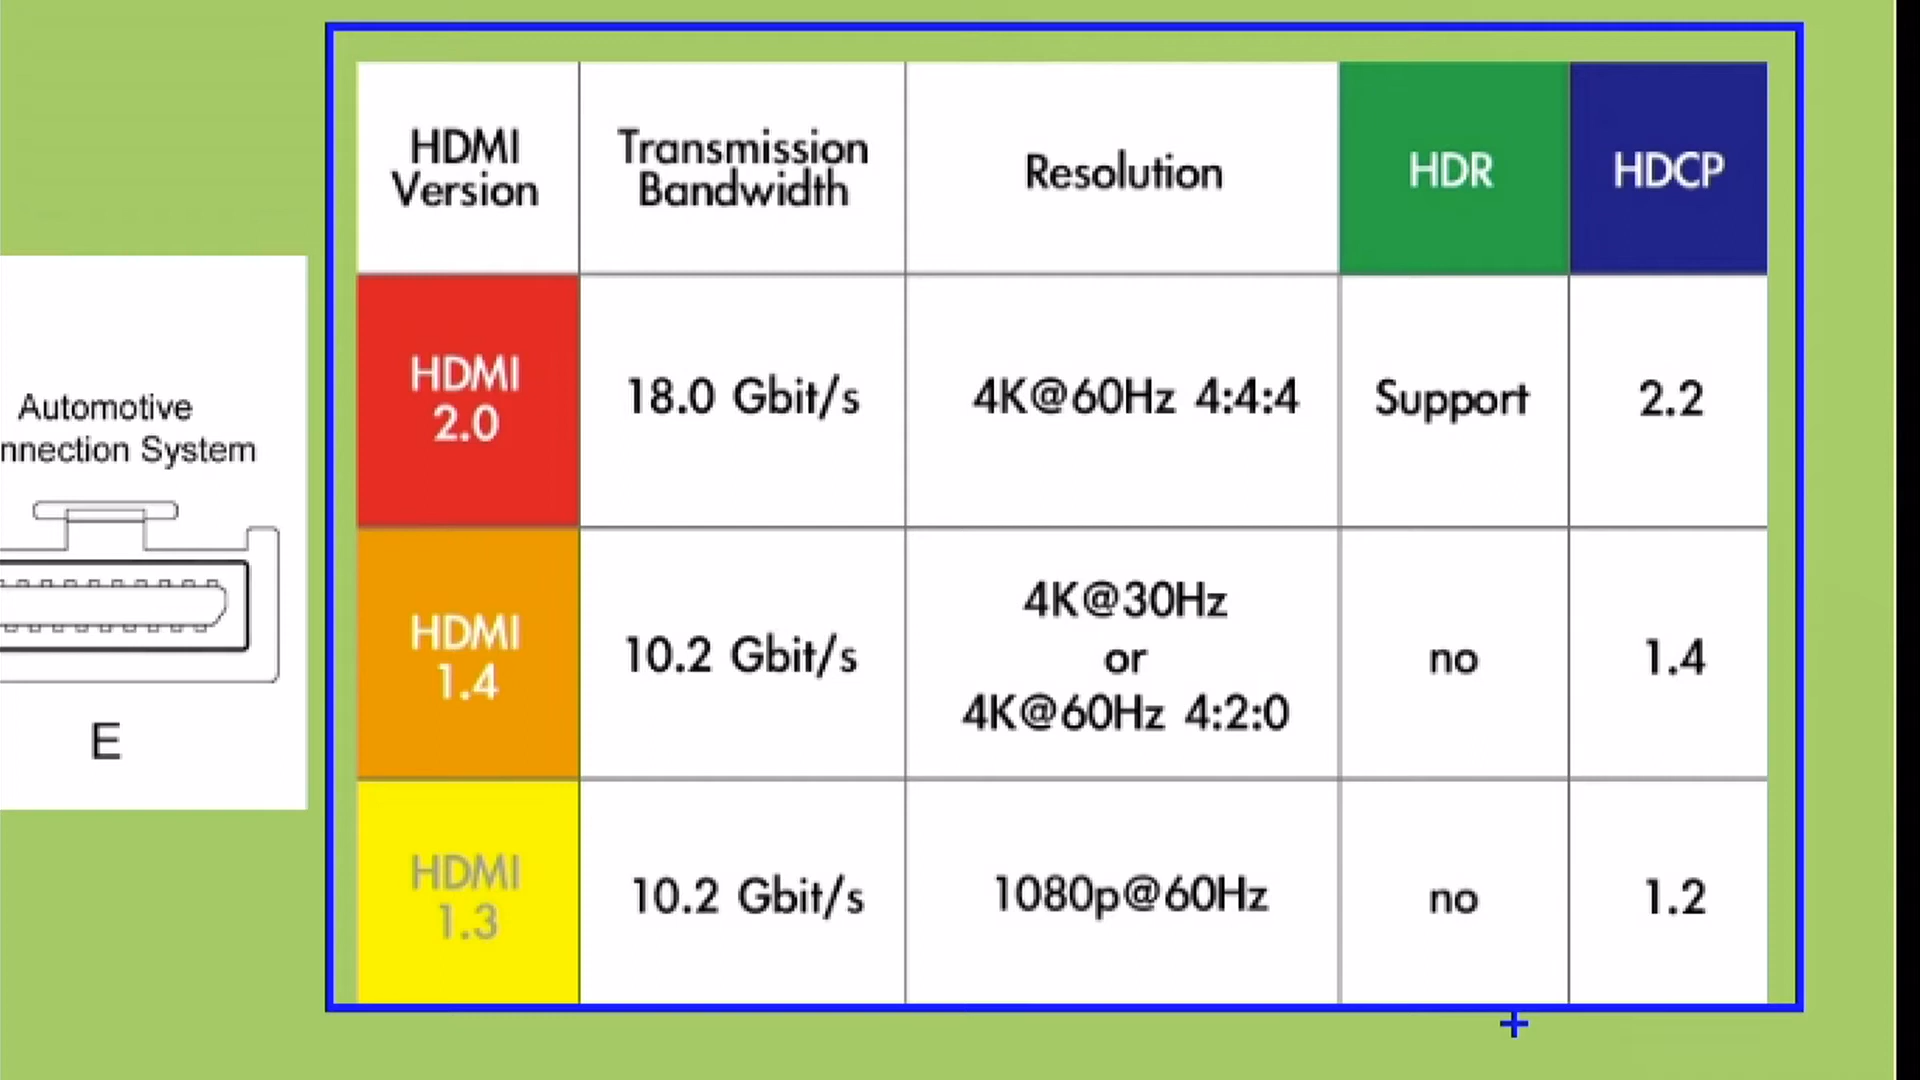 Automotive
nnection System
E
HDMI
Version
Transmission
Bandwidth
Resolution
HDR
HDCP
HDMI
2.0
18.0 Gbit/s
4K@60Hz 4:4:4
Support
2.2
HDMI
1.4
10.2 Gbit/s
4K@30Hz
or
4K@60Hz 4:2:0
no
1.4
HDMI
1.3
10.2 Gbit/s
1080p@60Hz
no
1.2